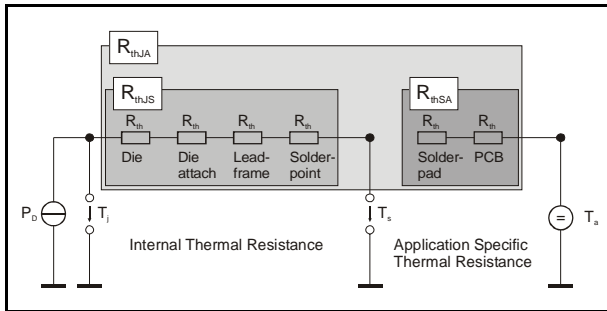 RthJA
RthJS
RthSA
Rth Rth Rth Rth Rth Rth
Die Die attach Lead-frame Solder-point Solder-pad PCB
PD Tj Ts = Ta
Internal Thermal Resistance
Application Specific
Thermal Resistance